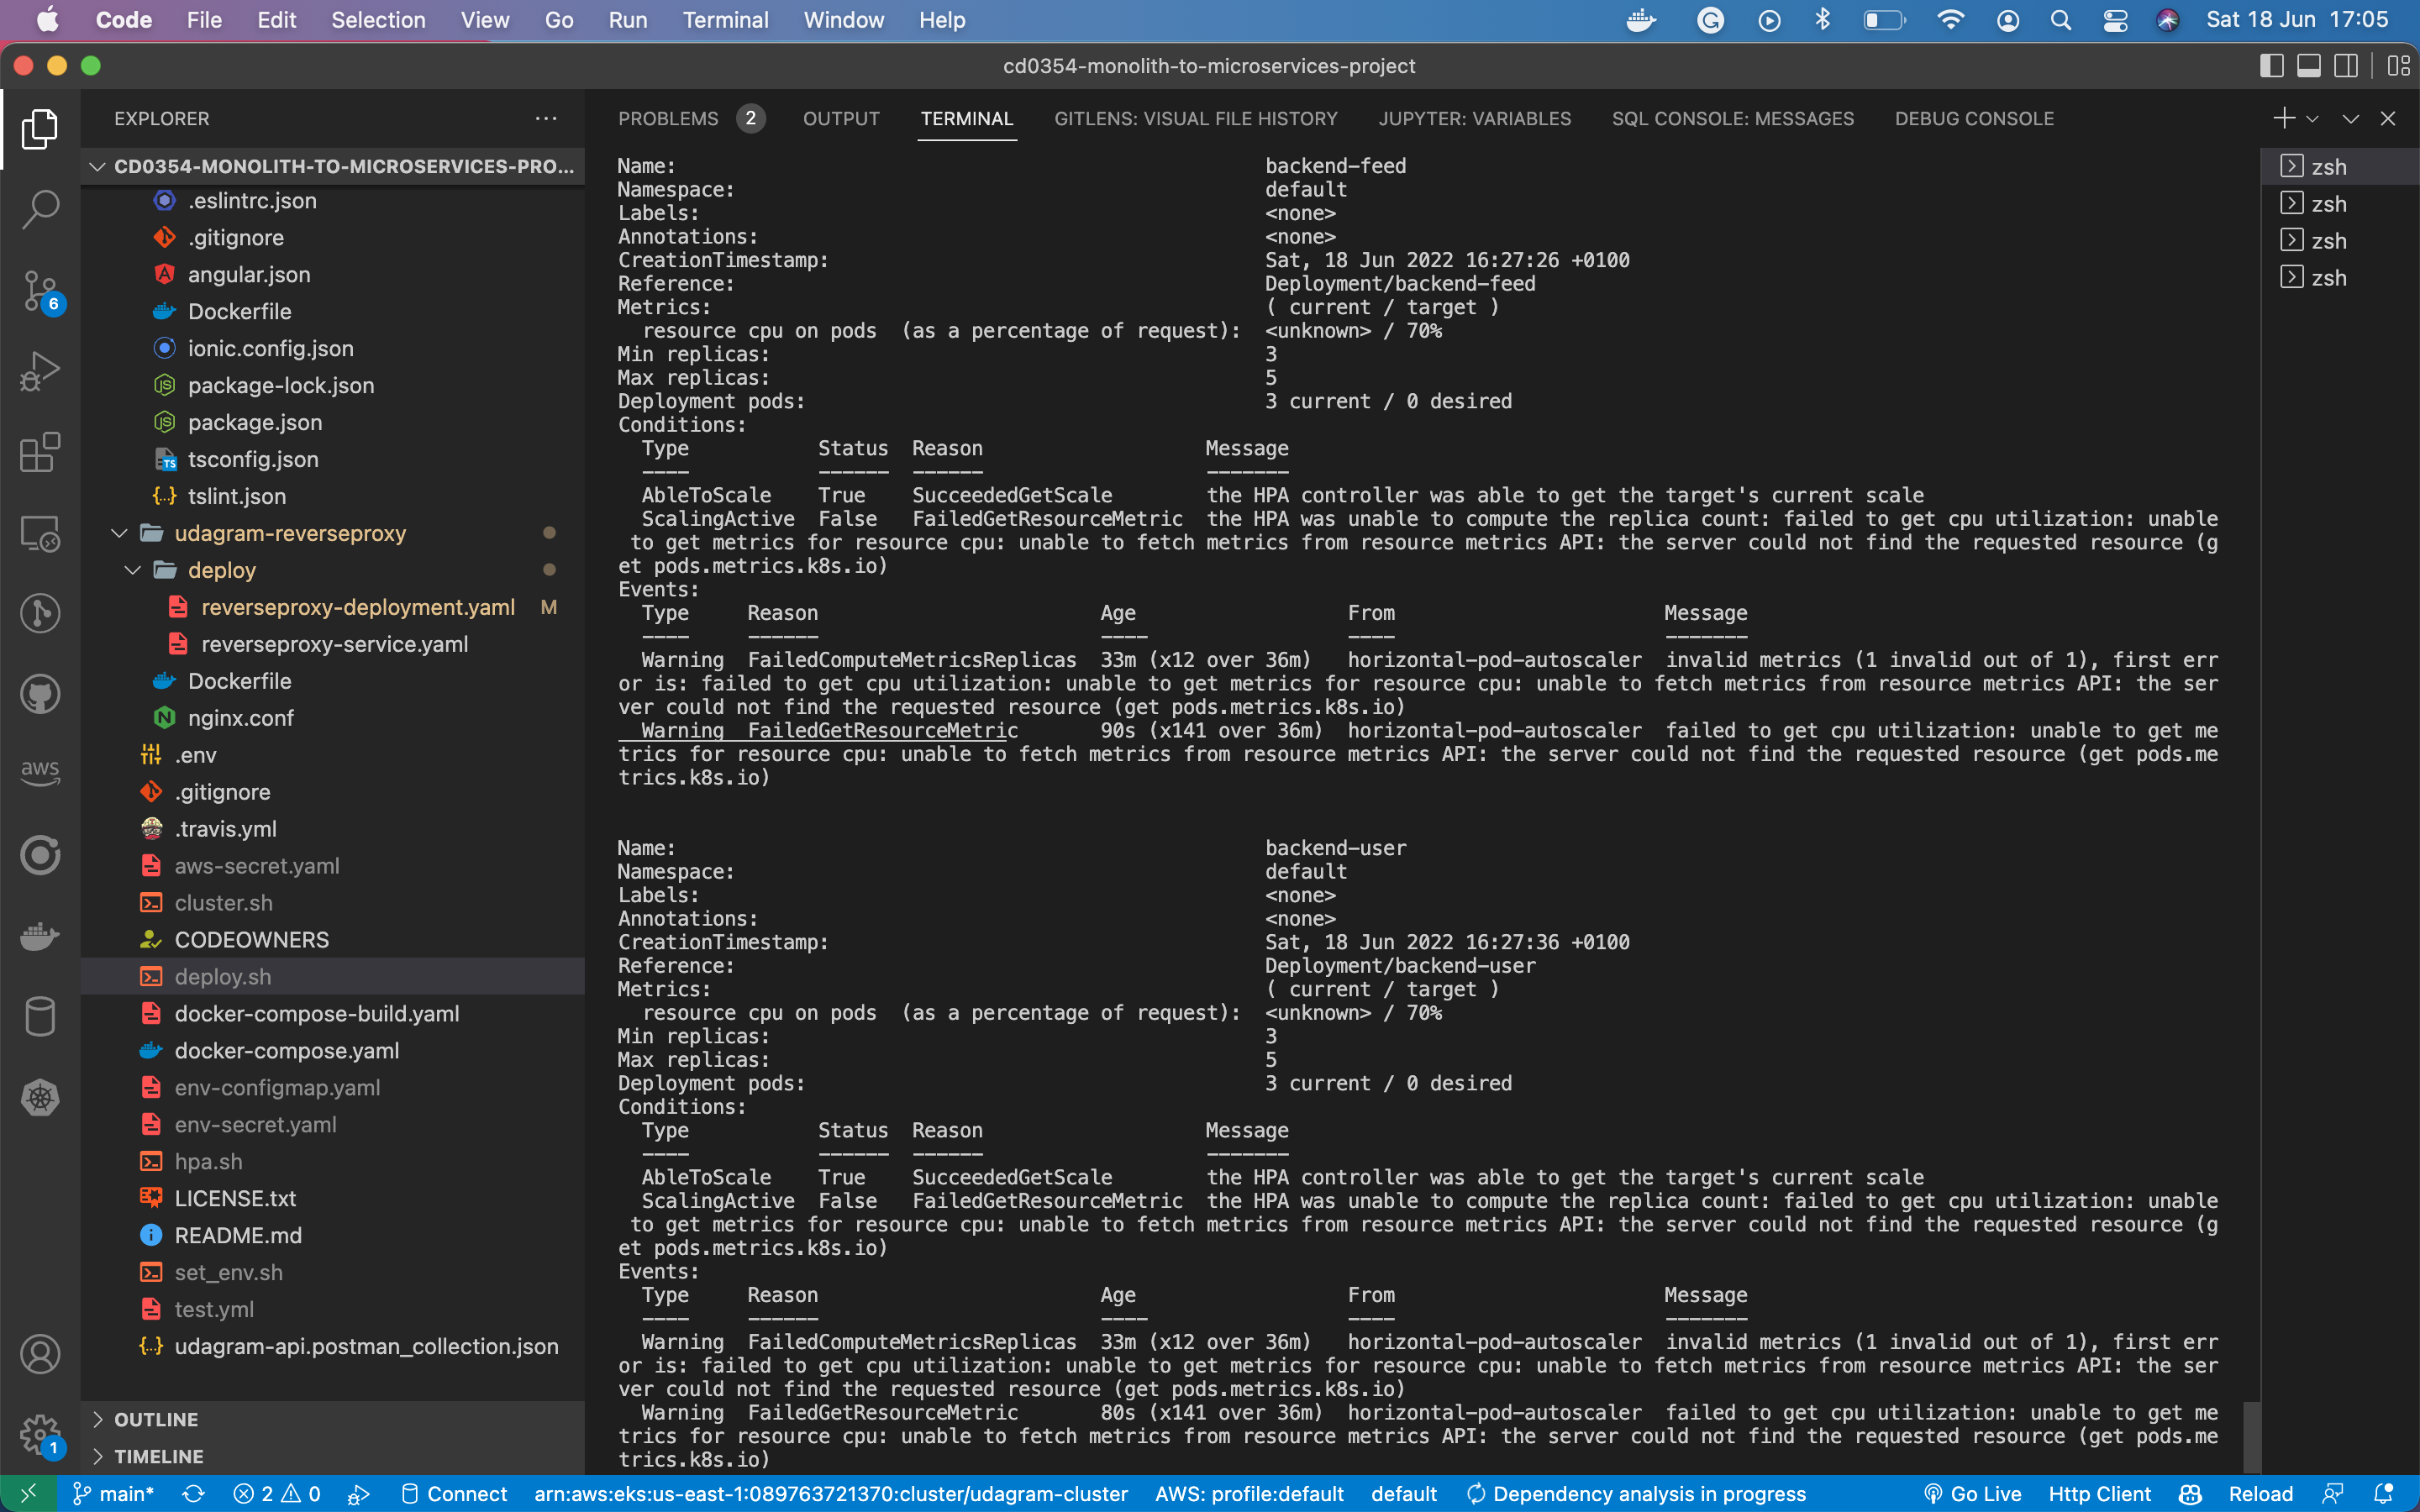 Code File Edit Selection View Go Run Terminal Window Help Sat 18 Jun 17:05
cd0354-monolith-to-microservices-project
EXPLORER
CD0354-MONOLITH-TO-MICROSERVICES-PRO...
.eslintrc.json
.gitignore
angular.json
Dockerfile
ionic.config.json
package-lock.json
package.json
tsconfig.json
tslint.json
udagram-reverseproxy
deploy
reverseproxy-deployment.yaml M
reverseproxy-service.yaml
Dockerfile
nginx.conf
.env
.gitignore
.travis.yml
aws-secret.yaml
cluster.sh
CODEOWNERS
deploy.sh
docker-compose-build.yaml
docker-compose.yaml
env-configmap.yaml
env-secret.yaml
hpa.sh
LICENSE.txt
README.md
set_env.sh
test.yml
udagram-api.postman_collection.json
OUTLINE
TIMELINE
6
aws
1
PROBLEMS 2 OUTPUT TERMINAL GITLENS: VISUAL FILE HISTORY JUPYTER: VARIABLES SQL CONSOLE: MESSAGES DEBUG CONSOLE
Name: backend-feed
Namespace: default
Labels: <none>
Annotations: <none>
CreationTimestamp: Sat, 18 Jun 2022 16:27:26 +0100
Reference: Deployment/backend-feed
Metrics: ( current / target )
resource cpu on pods (as a percentage of request): <unknown> / 70%
Min replicas: 3
Max replicas: 5
Deployment pods: 3 current / 0 desired
Conditions:
Type Status Reason Message
---- ------ ------ -------
AbleToScale True SucceededGetScale the HPA controller was able to get the target's current scale
ScalingActive False FailedGetResourceMetric the HPA was unable to compute the replica count: failed to get cpu utilization: unable
to get metrics for resource cpu: unable to fetch metrics from resource metrics API: the server could not find the requested resource (g
et pods.metrics.k8s.io)
Events:
Type Reason Age From Message
---- ------ ---- ---- -------
Warning FailedComputeMetricsReplicas 33m (x12 over 36m) horizontal-pod-autoscaler invalid metrics (1 invalid out of 1), first err
or is: failed to get cpu utilization: unable to get metrics for resource cpu: unable to fetch metrics from resource metrics API: the ser
ver could not find the requested resource (get pods.metrics.k8s.io)
Warning FailedGetResourceMetric 90s (x141 over 36m) horizontal-pod-autoscaler failed to get cpu utilization: unable to get me
trics for resource cpu: unable to fetch metrics from resource metrics API: the server could not find the requested resource (get pods.me
trics.k8s.io)
Name: backend-user
Namespace: default
Labels: <none>
Annotations: <none>
CreationTimestamp: Sat, 18 Jun 2022 16:27:36 +0100
Reference: Deployment/backend-user
Metrics: ( current / target )
resource cpu on pods (as a percentage of request): <unknown> / 70%
Min replicas: 3
Max replicas: 5
Deployment pods: 3 current / 0 desired
Conditions:
Type Status Reason Message
---- ------ ------ -------
AbleToScale True SucceededGetScale the HPA controller was able to get the target's current scale
ScalingActive False FailedGetResourceMetric the HPA was unable to compute the replica count: failed to get cpu utilization: unable
to get metrics for resource cpu: unable to fetch metrics from resource metrics API: the server could not find the requested resource (g
et pods.metrics.k8s.io)
Events:
Type Reason Age From Message
---- ------ ---- ---- -------
Warning FailedComputeMetricsReplicas 33m (x12 over 36m) horizontal-pod-autoscaler invalid metrics (1 invalid out of 1), first err
or is: failed to get cpu utilization: unable to get metrics for resource cpu: unable to fetch metrics from resource metrics API: the ser
ver could not find the requested resource (get pods.metrics.k8s.io)
Warning FailedGetResourceMetric 80s (x141 over 36m) horizontal-pod-autoscaler failed to get cpu utilization: unable to get me
trics for resource cpu: unable to fetch metrics from resource metrics API: the server could not find the requested resource (get pods.me
trics.k8s.io)
zsh
zsh
zsh
zsh
main* 2 0 Connect arn:aws:eks:us-east-1:089763721370:cluster/udagram-cluster AWS: profile:default default Dependency analysis in progress Go Live Http Client Reload